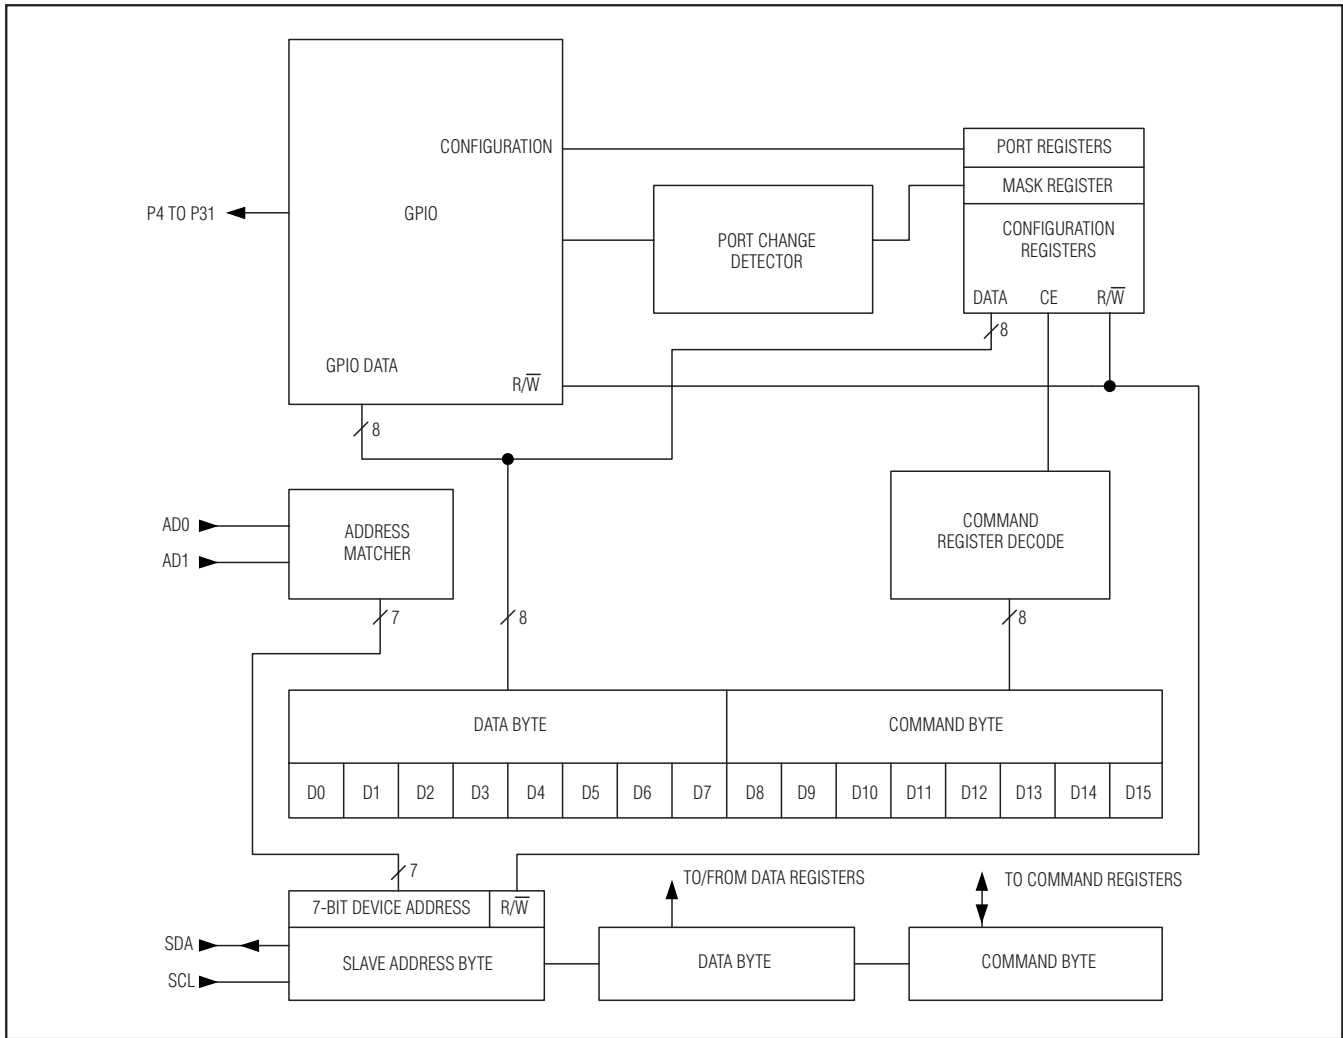 CONFIGURATION
PORT REGISTERS
MASK REGISTER
P4 TO P31
GPIO
CONFIGURATION
REGISTERS
PORT CHANGE
DETECTOR
DATA
CE
R/W̅
8
GPIO DATA
R/W̅
8
AD0
AD1
ADDRESS
MATCHER
COMMAND
REGISTER DECODE
7
8
8
DATA BYTE
COMMAND BYTE
D0 D1 D2 D3 D4 D5 D6 D7 D8 D9 D10 D11 D12 D13 D14 D15
7
TO/FROM DATA REGISTERS
TO COMMAND REGISTERS
7-BIT DEVICE ADDRESS
R/W̅
SDA
SLAVE ADDRESS BYTE
DATA BYTE
COMMAND BYTE
SCL